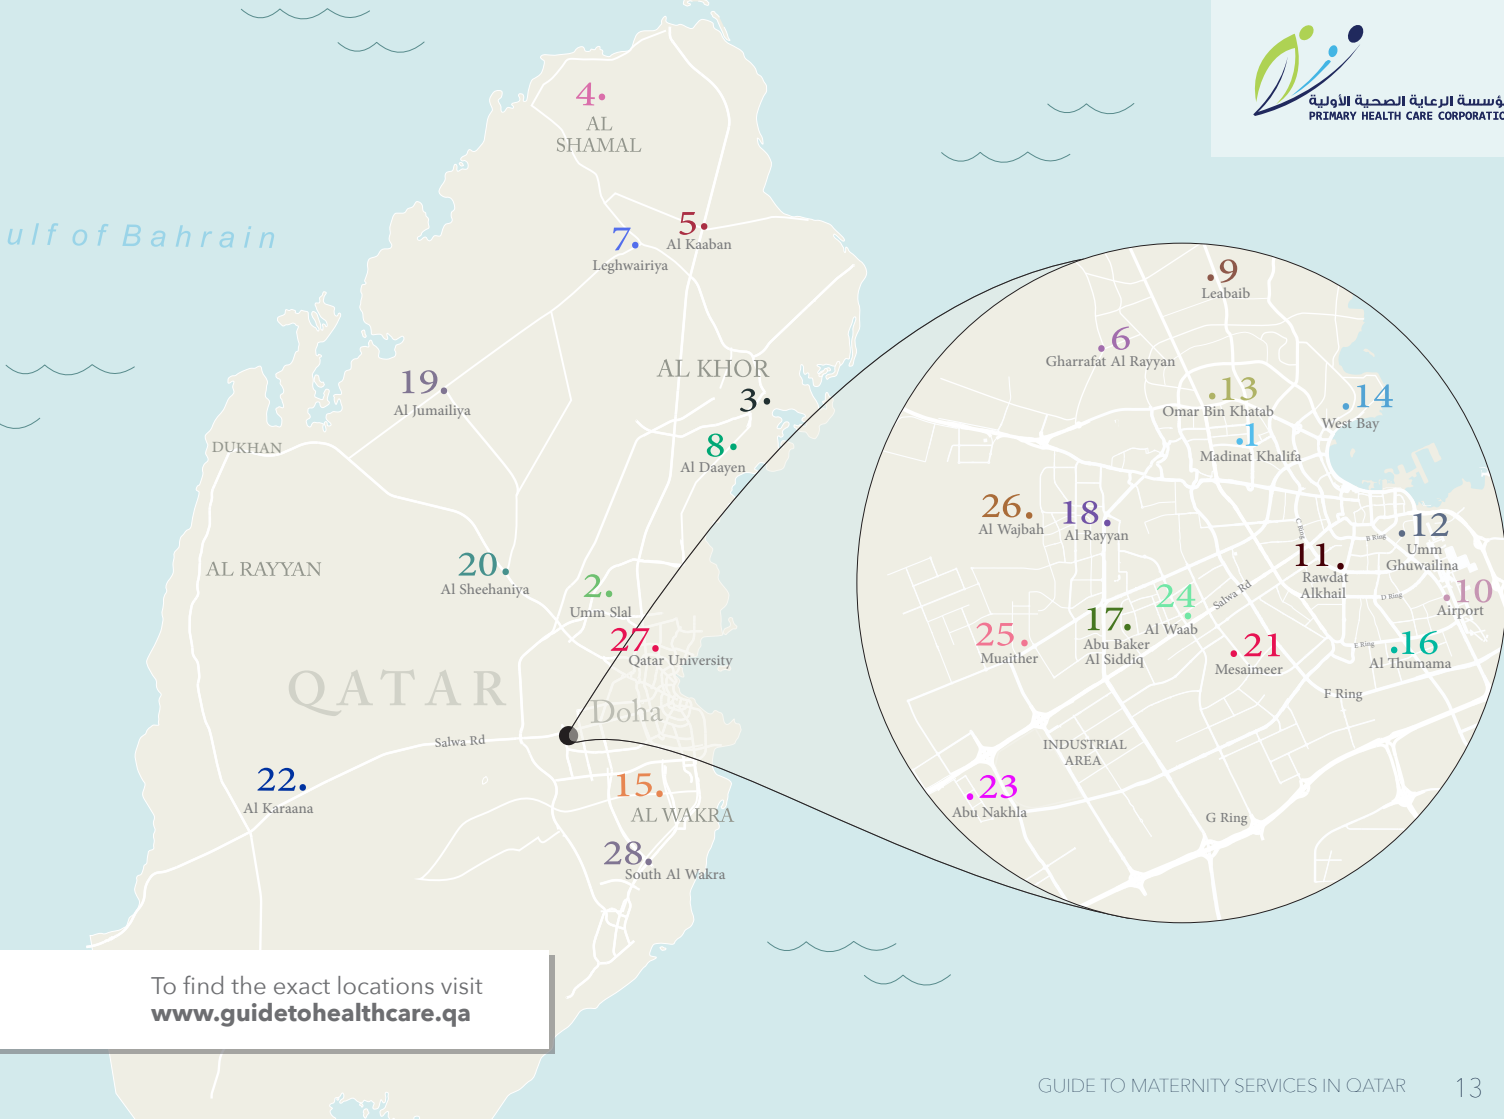 مؤسسة الرعاية الصحية الأولية
PRIMARY HEALTH CARE CORPORATIO
ulf of Bahrain
4.
AL
SHAMAL
5.
Al Kaaban
7.
Leghwairiya
19.
Al Jumailiya
AL KHOR
3.
8.
Al Daayen
DUKHAN
AL RAYYAN
20.
Al Sheehaniya
2.
Umm Slal
27.
Qatar University
QATAR
Doha
Salwa Rd
22.
Al Karaana
15.
AL WAKRA
28.
South Al Wakra
.9
Leabaib
.6
Gharrafat Al Rayyan
.13
Omar Bin Khatab
.14
West Bay
.1
Madinat Khalifa
26.
Al Wajbah
18.
Al Rayyan
C Ring
B Ring
.12
Umm
Ghuwailina
11.
Rawdat
Alkhail
D Ring
.10
Airport
24.
Al Waab
Salwa Rd
17.
Abu Baker
Al Siddiq
25.
Muaither
.21
Mesaimeer
E Ring
.16
Al Thumama
F Ring
INDUSTRIAL
AREA
.23
Abu Nakhla
G Ring
To find the exact locations visit
www.guidetohealthcare.qa
GUIDE TO MATERNITY SERVICES IN QATAR 13